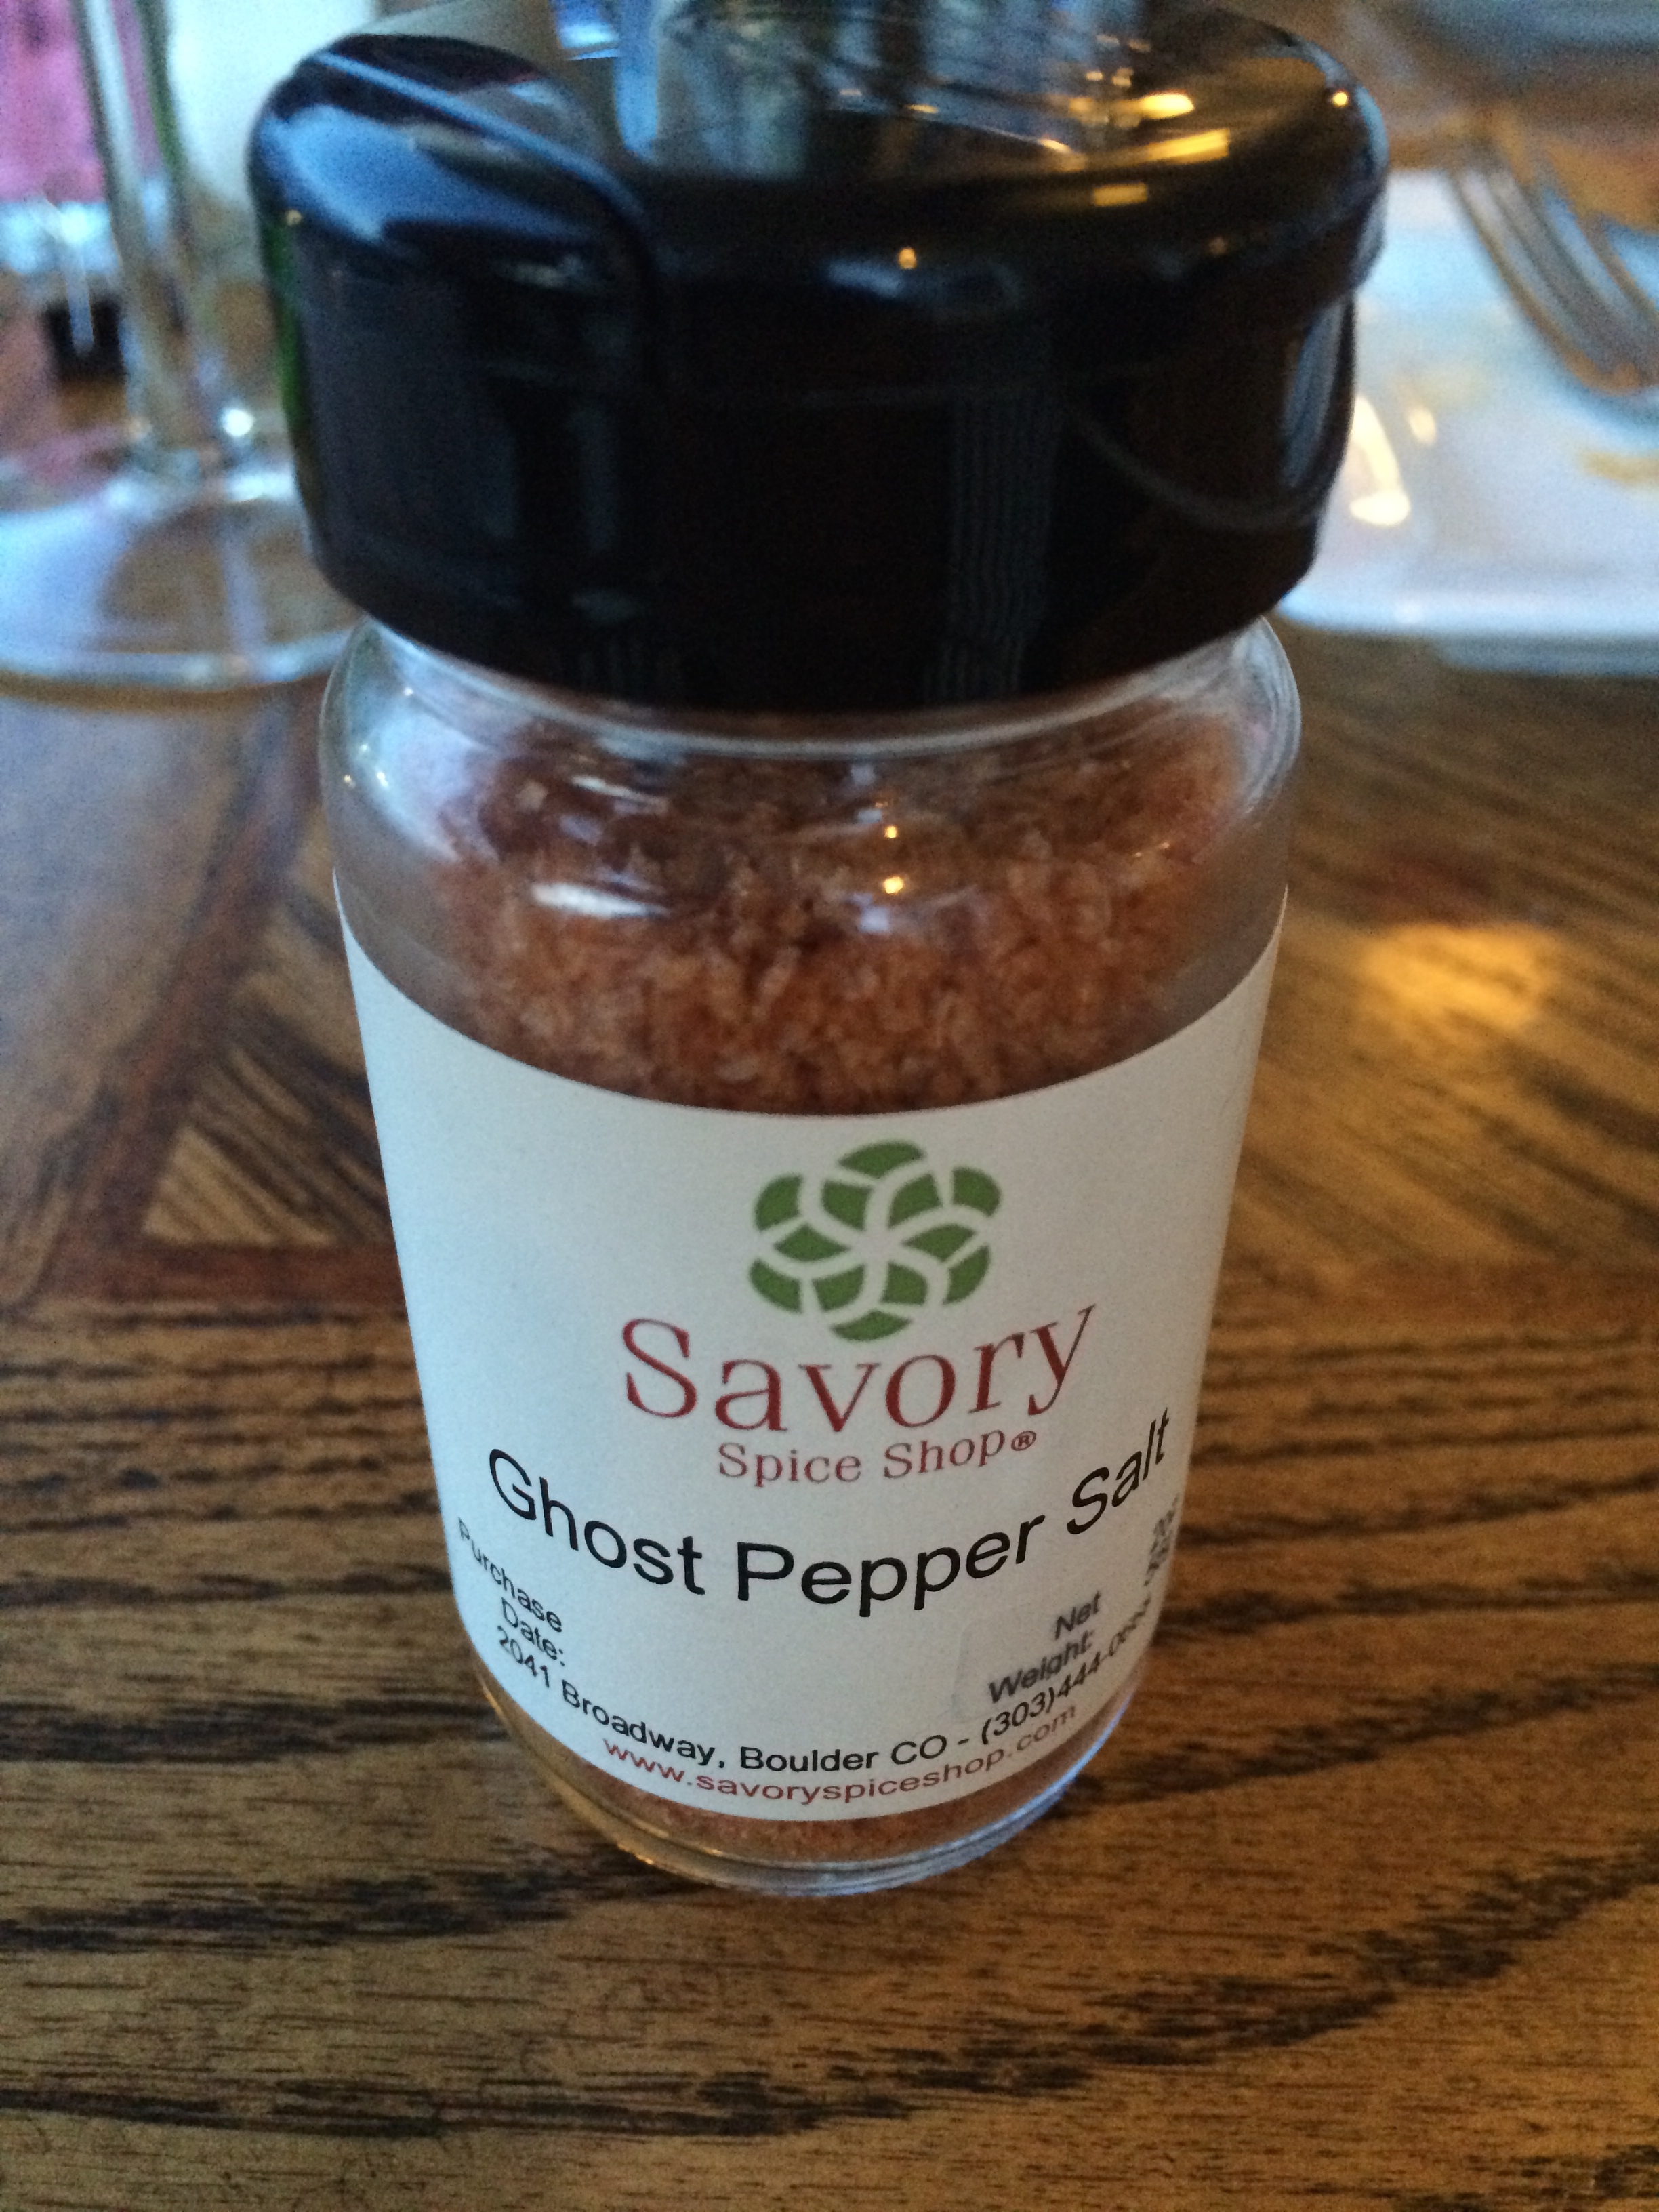 Savory
Spice Shop®
Ghost Pepper Salt
Purchase
Date:
Net
Weight:
2041 Broadway, Boulder CO - (303)444-
www.savoryspiceshop.com